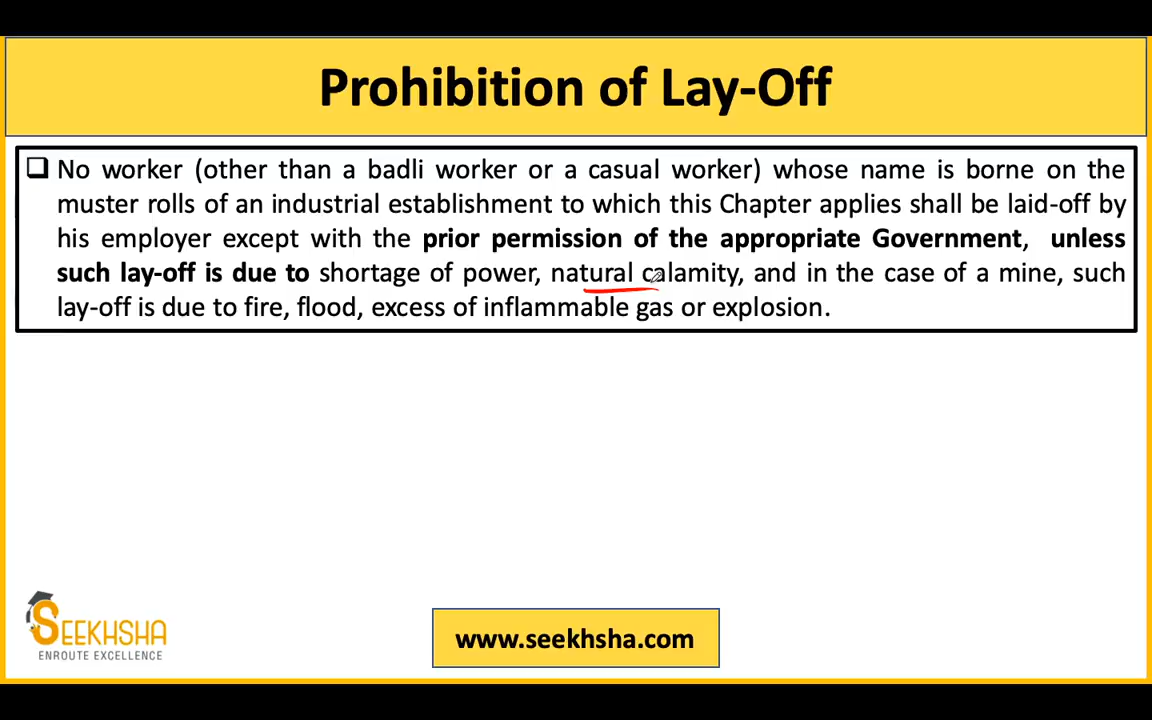 Prohibition of Lay-Off
No worker (other than a badli worker or a casual worker) whose name is borne on the
muster rolls of an industrial establishment to which this Chapter applies shall be laid-off by
his employer except with the prior permission of the appropriate Government, unless
such lay-off is due to shortage of power, natural calamity, and in the case of a mine, such
lay-off is due to fire, flood, excess of inflammable gas or explosion.
SEEKHSHA
ENROUTE EXCELLENCE
www.seekhsha.com